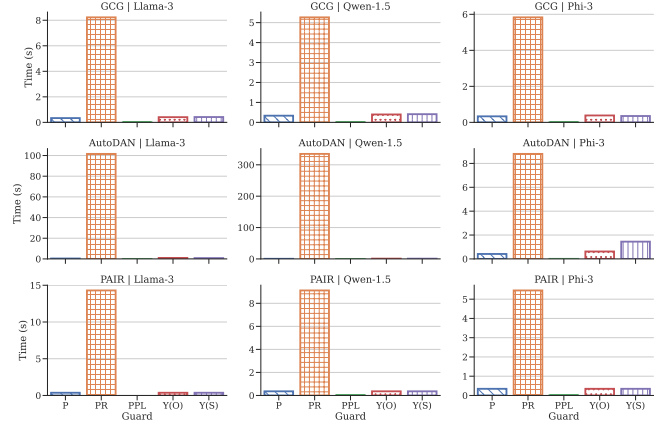 GCG | Llama-3
GCG | Qwen-1.5
GCG | Phi-3
Time (s)
8
6
4
2
0
5
4
3
2
1
0
6
4
2
0
AutoDAN | Llama-3
AutoDAN | Qwen-1.5
AutoDAN | Phi-3
Time (s)
100
80
60
40
20
0
300
200
100
0
8
6
4
2
0
PAIR | Llama-3
PAIR | Qwen-1.5
PAIR | Phi-3
Time (s)
15
10
5
0
8
6
4
2
0
5
4
3
2
1
0
P PR PPL Y(O) Y(S)
P PR PPL Y(O) Y(S)
P PR PPL Y(O) Y(S)
Guard
Guard
Guard